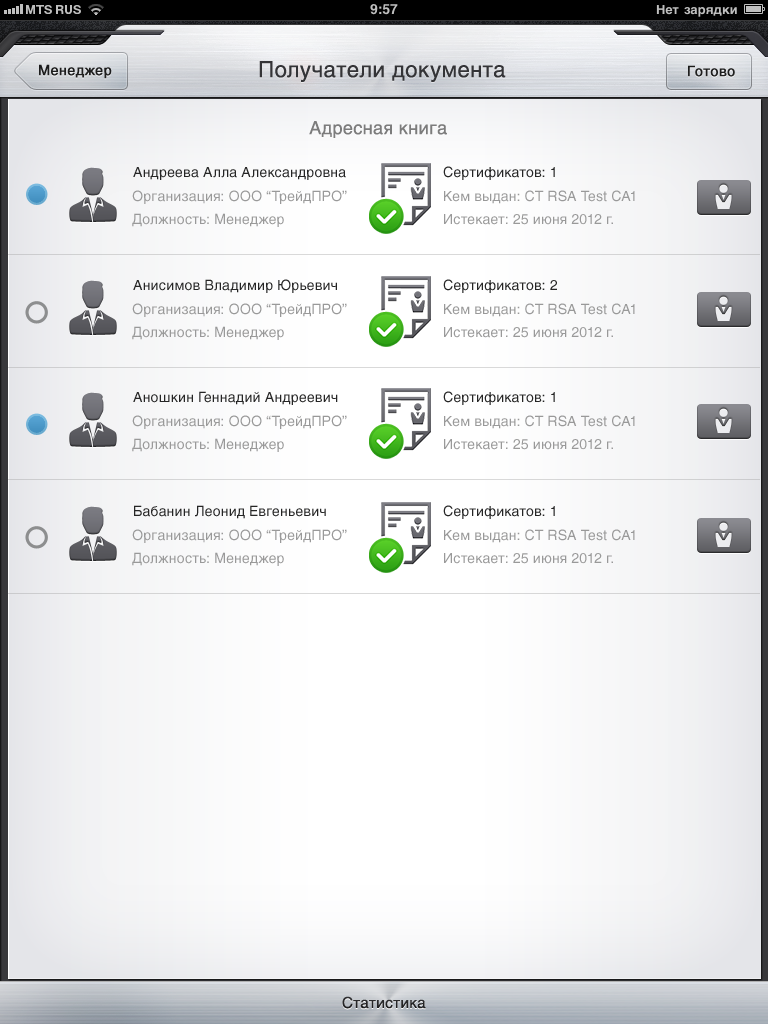 MTS RUS 9:57 Нет зарядки
Менеджер Получатели документа Готово
Адресная книга
Андреева Алла Александровна Сертификатов: 1
Организация: ООО “ТрейдПРО” Кем выдан: CT RSA Test CA1
Должность: Менеджер Истекает: 25 июня 2012 г.
Анисимов Владимир Юрьевич Сертификатов: 2
Организация: ООО “ТрейдПРО” Кем выдан: CT RSA Test CA1
Должность: Менеджер Истекает: 25 июня 2012 г.
Аношкин Геннадий Андреевич Сертификатов: 1
Организация: ООО “ТрейдПРО” Кем выдан: CT RSA Test CA1
Должность: Менеджер Истекает: 25 июня 2012 г.
Бабанин Леонид Евгеньевич Сертификатов: 1
Организация: ООО “ТрейдПРО” Кем выдан: CT RSA Test CA1
Должность: Менеджер Истекает: 25 июня 2012 г.
Статистика